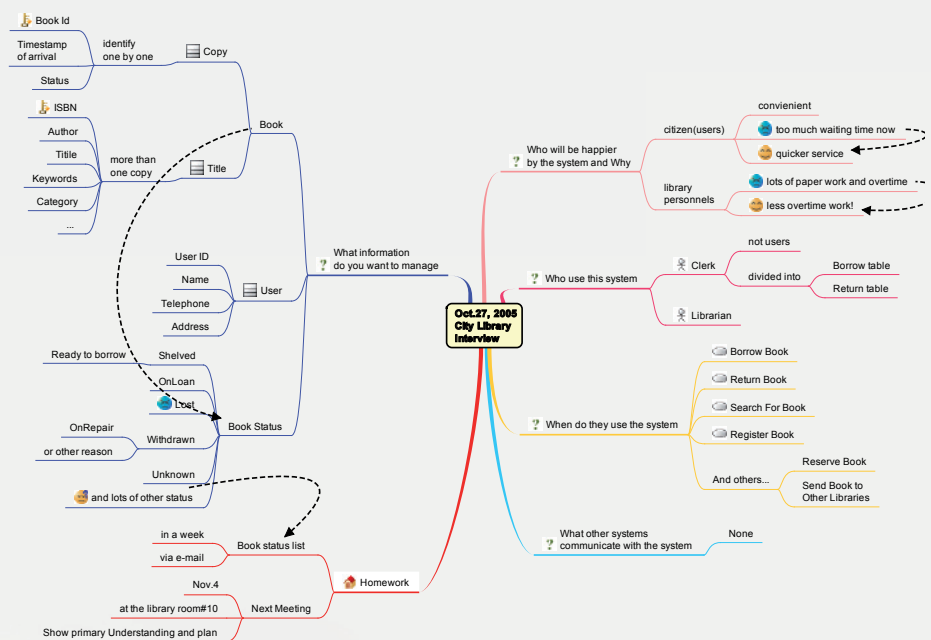 Oct.27, 2005
City Library
Interview
Who will be happier
by the system and Why
citizen(users)
convienient
too much waiting time now
quicker service
library
personnels
lots of paper work and overtime
less overtime work!
Who use this system
Clerk
not users
divided into
Borrow table
Return table
Librarian
When do they use the system
Borrow Book
Return Book
Search For Book
Register Book
And others...
Reserve Book
Send Book to
Other Libraries
What other systems
communicate with the system
None
What information
do you want to manage
Book
Copy
identify
one by one
Book Id
Timestamp
of arrival
Status
Title
more than
one copy
ISBN
Author
Titile
Keywords
Category
...
User
User ID
Name
Telephone
Address
Book Status
Shelved
Ready to borrow
OnLoan
Lost
Withdrawn
OnRepair
or other reason
Unknown
and lots of other status
Homework
Book status list
in a week
via e-mail
Next Meeting
Nov.4
at the library room#10
Show primary Understanding and plan